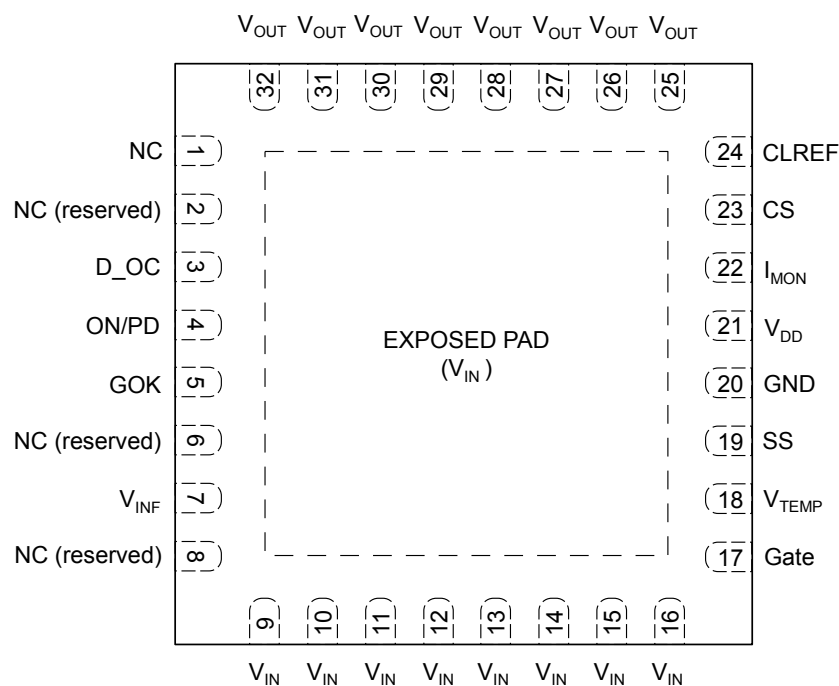 VOUT VOUT VOUT VOUT VOUT VOUT VOUT VOUT
32 31 30 29 28 27 26 25
NC 1 24 CLREF
NC (reserved) 2 23 CS
D_OC 3 22 IMON
ON/PD 4 21 VDD
EXPOSED PAD
(VIN)
GOK 5 20 GND
NC (reserved) 6 19 SS
VINF 7 18 VTEMP
NC (reserved) 8 17 Gate
9 10 11 12 13 14 15 16
VIN VIN VIN VIN VIN VIN VIN VIN